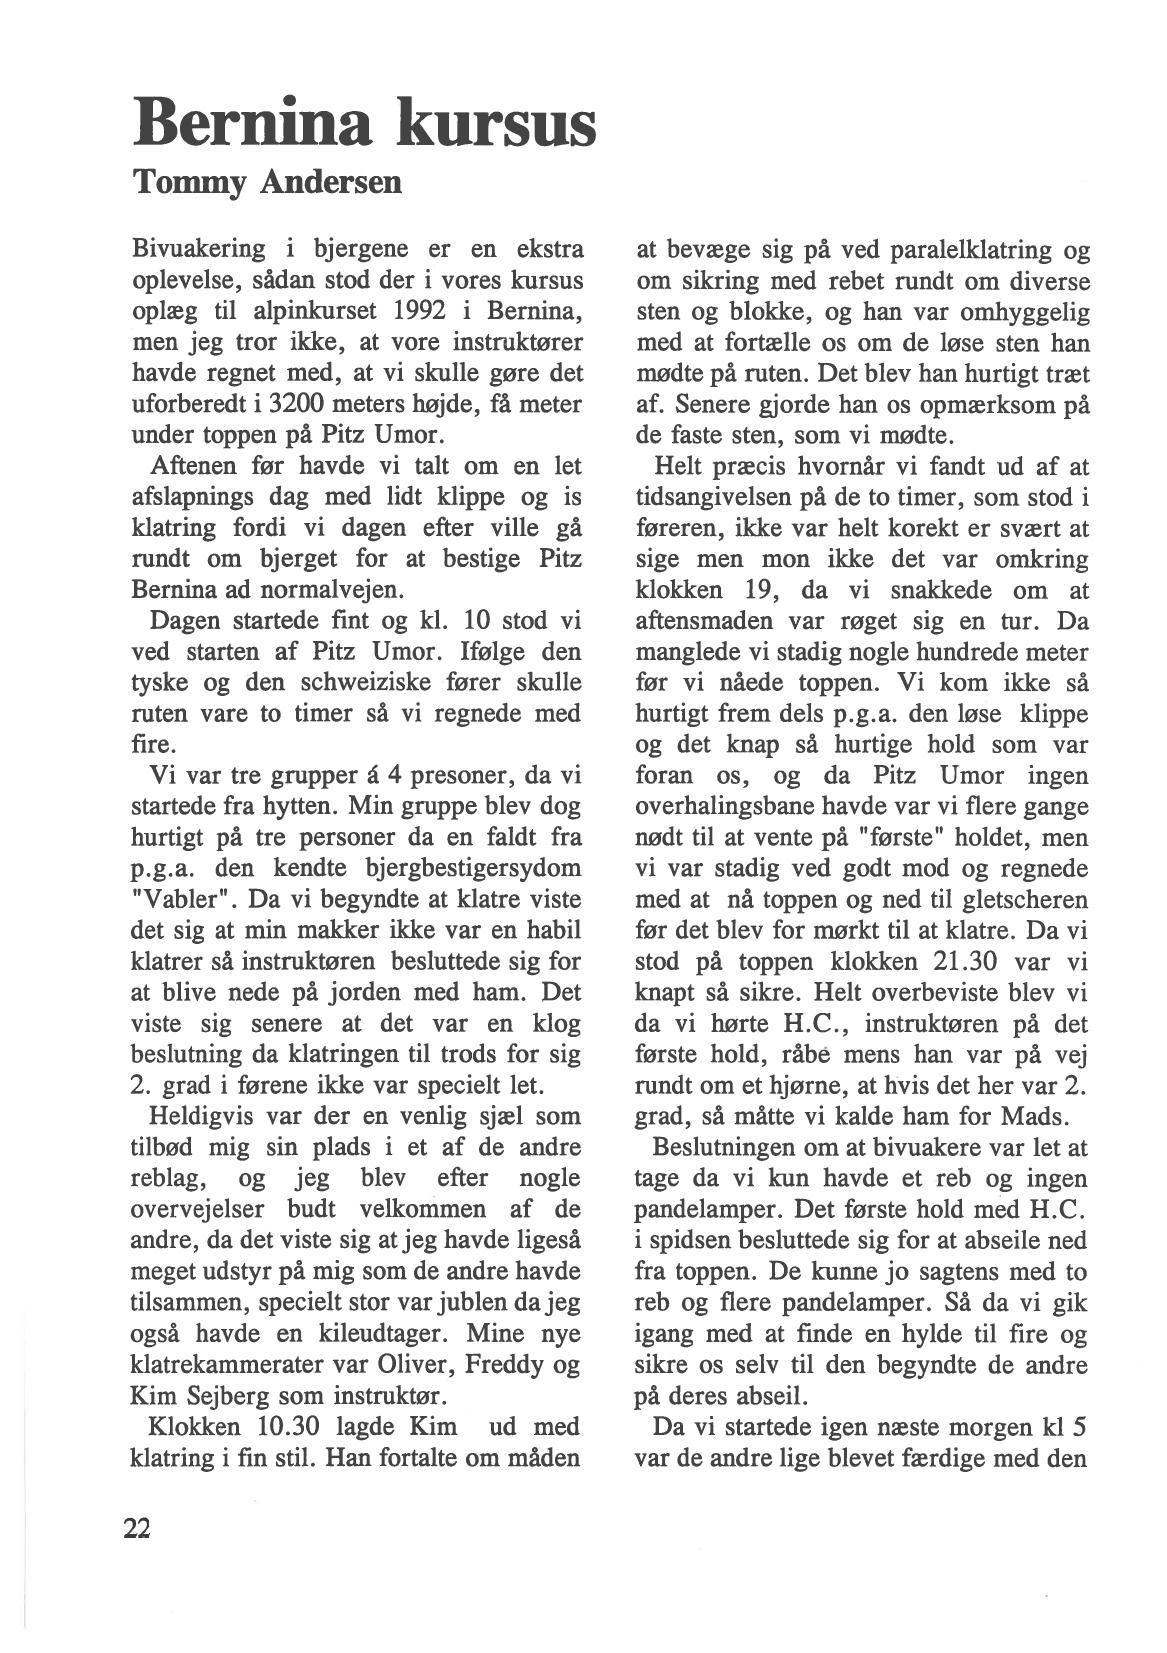 Bernina kursus
Tommy Andersen
Bivuakering i bjergene er en ekstra
oplevelse, sådan stod der i vores kursus
oplæg til alpinkurset 1992 i Bernina,
men jeg tror ikke, at vore instruktører
havde regnet med, at vi skulle gøre det
uforberedt i 3200 meters højde, få meter
under toppen på Pitz Umor.
Aftenen før havde vi talt om en let
afslapnings dag med lidt klippe og is
klatring fordi vi dagen efter ville gå
rundt om bjerget for at bestige Pitz
Bernina ad normalvejen.
Dagen startede fint og kl. 10 stod vi
ved starten af Pitz Umor. Ifølge den
tyske og den schweiziske fører skulle
ruten vare to timer så vi regnede med
fire.
Vi var tre grupper á 4 presoner, da vi
startede fra hytten. Min gruppe blev dog
hurtigt på tre personer da en faldt fra
p.g.a. den kendte bjergbestigersydom
"Vabler". Da vi begyndte at klatre viste
det sig at min makker ikke var en habil
klatrer så instruktøren besluttede sig for
at blive nede på jorden med ham. Det
viste sig senere at det var en klog
beslutning da klatringen til trods for sig
2. grad i førene ikke var specielt let.
Heldigvis var der en venlig sjæl som
tilbød mig sin plads i et af de andre
reblag, og jeg blev efter nogle
overvejelser budt velkommen af de
andre, da det viste sig at jeg havde ligeså
meget udstyr på mig som de andre havde
tilsammen, specielt stor var jublen da jeg
også havde en kileudtager. Mine nye
klatrekammerater var Oliver, Freddy og
Kim Sejberg som instruktør.
Klokken 10.30 lagde Kim ud med
klatring i fin stil. Han fortalte om måden
at bevæge sig på ved paralelklatring og
om sikring med rebet rundt om diverse
sten og blokke, og han var omhyggelig
med at fortælle os om de løse sten han
mødte på ruten. Det blev han hurtigt træt
af. Senere gjorde han os opmærksom på
de faste sten, som vi mødte.
Helt præcis hvornår vi fandt ud af at
tidsangivelsen på de to timer, som stod i
føreren, ikke var helt korekt er svært at
sige men mon ikke det var omkring
klokken 19, da vi snakkede om at
aftensmaden var røget sig en tur. Da
manglede vi stadig nogle hundrede meter
før vi nåede toppen. Vi kom ikke så
hurtigt frem dels p.g.a. den løse klippe
og det knap så hurtige hold som var
foran os, og da Pitz Umor ingen
overhalingsbane havde var vi flere gange
nødt til at vente på "første" holdet, men
vi var stadig ved godt mod og regnede
med at nå toppen og ned til gletscheren
før det blev for mørkt til at klatre. Da vi
stod på toppen klokken 21.30 var vi
knapt så sikre. Helt overbeviste blev vi
da vi hørte H.C., instruktøren på det
første hold, råbe mens han var på vej
rundt om et hjørne, at hvis det her var 2.
grad, så måtte vi kalde ham for Mads.
Beslutningen om at bivuakere var let at
tage da vi kun havde et reb og ingen
pandelamper. Det første hold med H.C.
i spidsen besluttede sig for at abseile ned
fra toppen. De kunne jo sagtens med to
reb og flere pandelamper. Så da vi gik
igang med at finde en hylde til fire og
sikre os selv til den begyndte de andre
på deres abseil.
Da vi startede igen næste morgen kl 5
var de andre lige blevet færdige med den
22